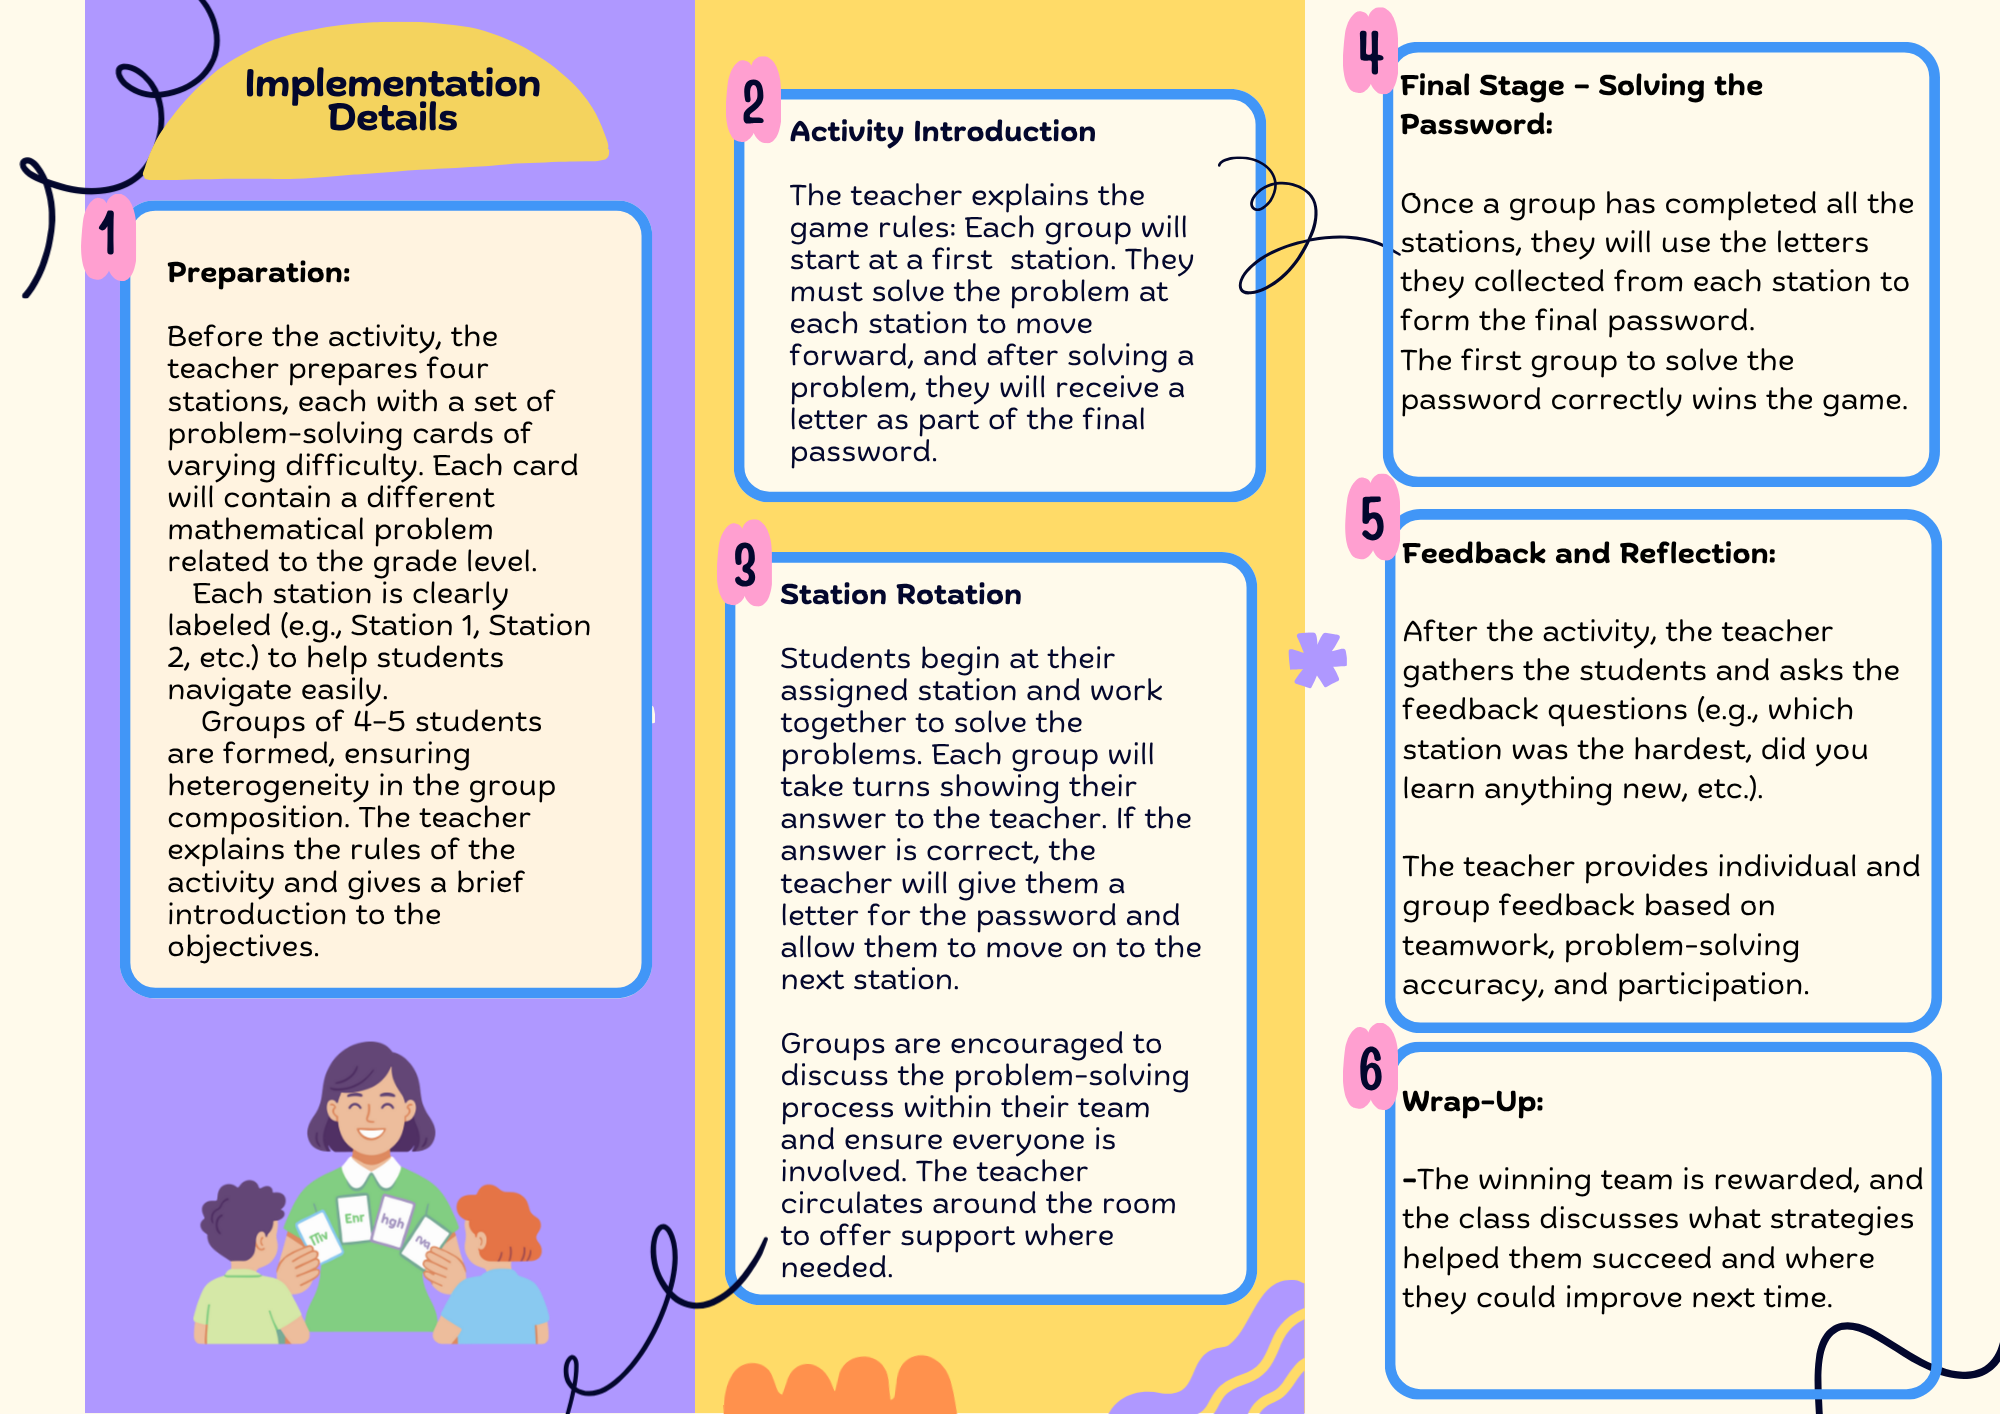 Implementation
Details
1
Preparation:
Before the activity, the
teacher prepares four
stations, each with a set of
problem-solving cards of
varying difficulty. Each card
will contain a different
mathematical problem
related to the grade level.
Each station is clearly
labeled (e.g., Station 1, Station
2, etc.) to help students
navigate easily.
Groups of 4-5 students
are formed, ensuring
heterogeneity in the group
composition. The teacher
explains the rules of the
activity and gives a brief
introduction to the
objectives.
Enr
hgh
2
Activity Introduction
The teacher explains the
game rules: Each group will
start at a first station. They
must solve the problem at
each station to move
forward, and after solving a
problem, they will receive a
letter as part of the final
password.
3
Station Rotation
Students begin at their
assigned station and work
together to solve the
problems. Each group will
take turns showing their
answer to the teacher. If the
answer is correct, the
teacher will give them a
letter for the password and
allow them to move on to the
next station.
Groups are encouraged to
discuss the problem-solving
process within their team
and ensure everyone is
involved. The teacher
circulates around the room
to offer support where
needed.
4
Final Stage – Solving the
Password:
Once a group has completed all the
stations, they will use the letters
they collected from each station to
form the final password.
The first group to solve the
password correctly wins the game.
5
Feedback and Reflection:
After the activity, the teacher
gathers the students and asks the
feedback questions (e.g., which
station was the hardest, did you
learn anything new, etc.).
The teacher provides individual and
group feedback based on
teamwork, problem-solving
accuracy, and participation.
6
Wrap-Up:
-The winning team is rewarded, and
the class discusses what strategies
helped them succeed and where
they could improve next time.